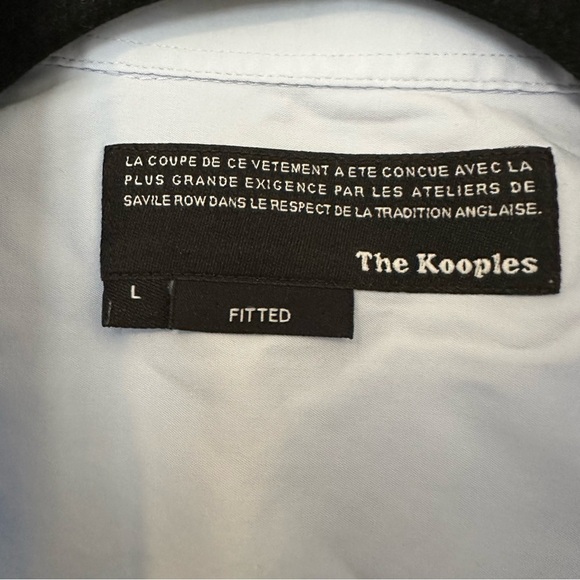 LA COUPE DE CE VETEMENT A ETE CONCUE AVEC LA
PLUS GRANDE EXIGENCE PAR LES ATELIERS DE
SAVILE ROW DANS LE RESPECT DE LA TRADITION ANGLAISE.
The Kooples
L
FITTED